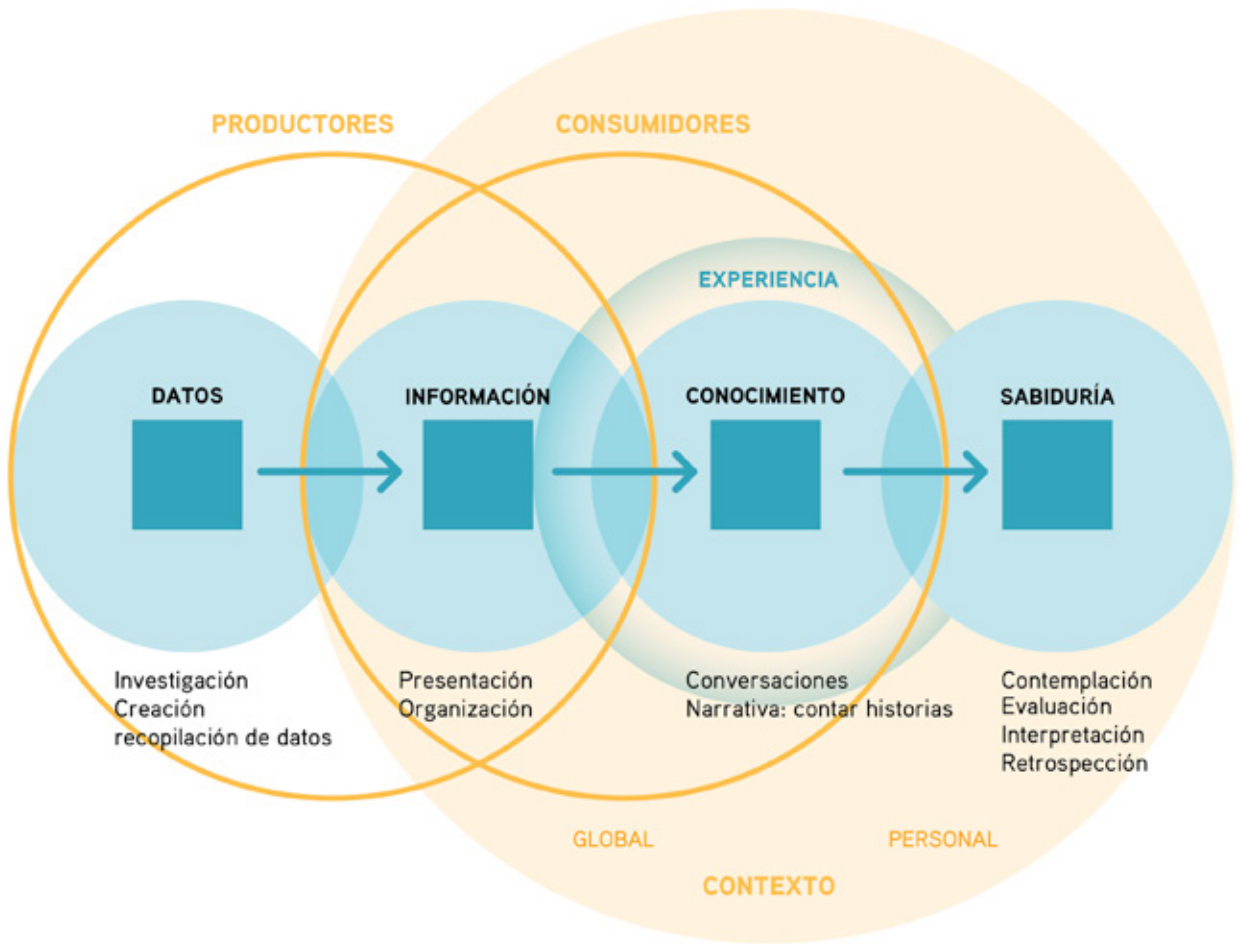 PRODUCTORES
CONSUMIDORES
EXPERIENCIA
DATOS
INFORMACIÓN
CONOCIMIENTO
SABIDURÍA
Investigación
Creación
recopilación de datos
Presentación
Organización
Conversaciones
Narrativa: contar historias
Contemplación
Evaluación
Interpretación
Retrospección
GLOBAL
PERSONAL
CONTEXTO